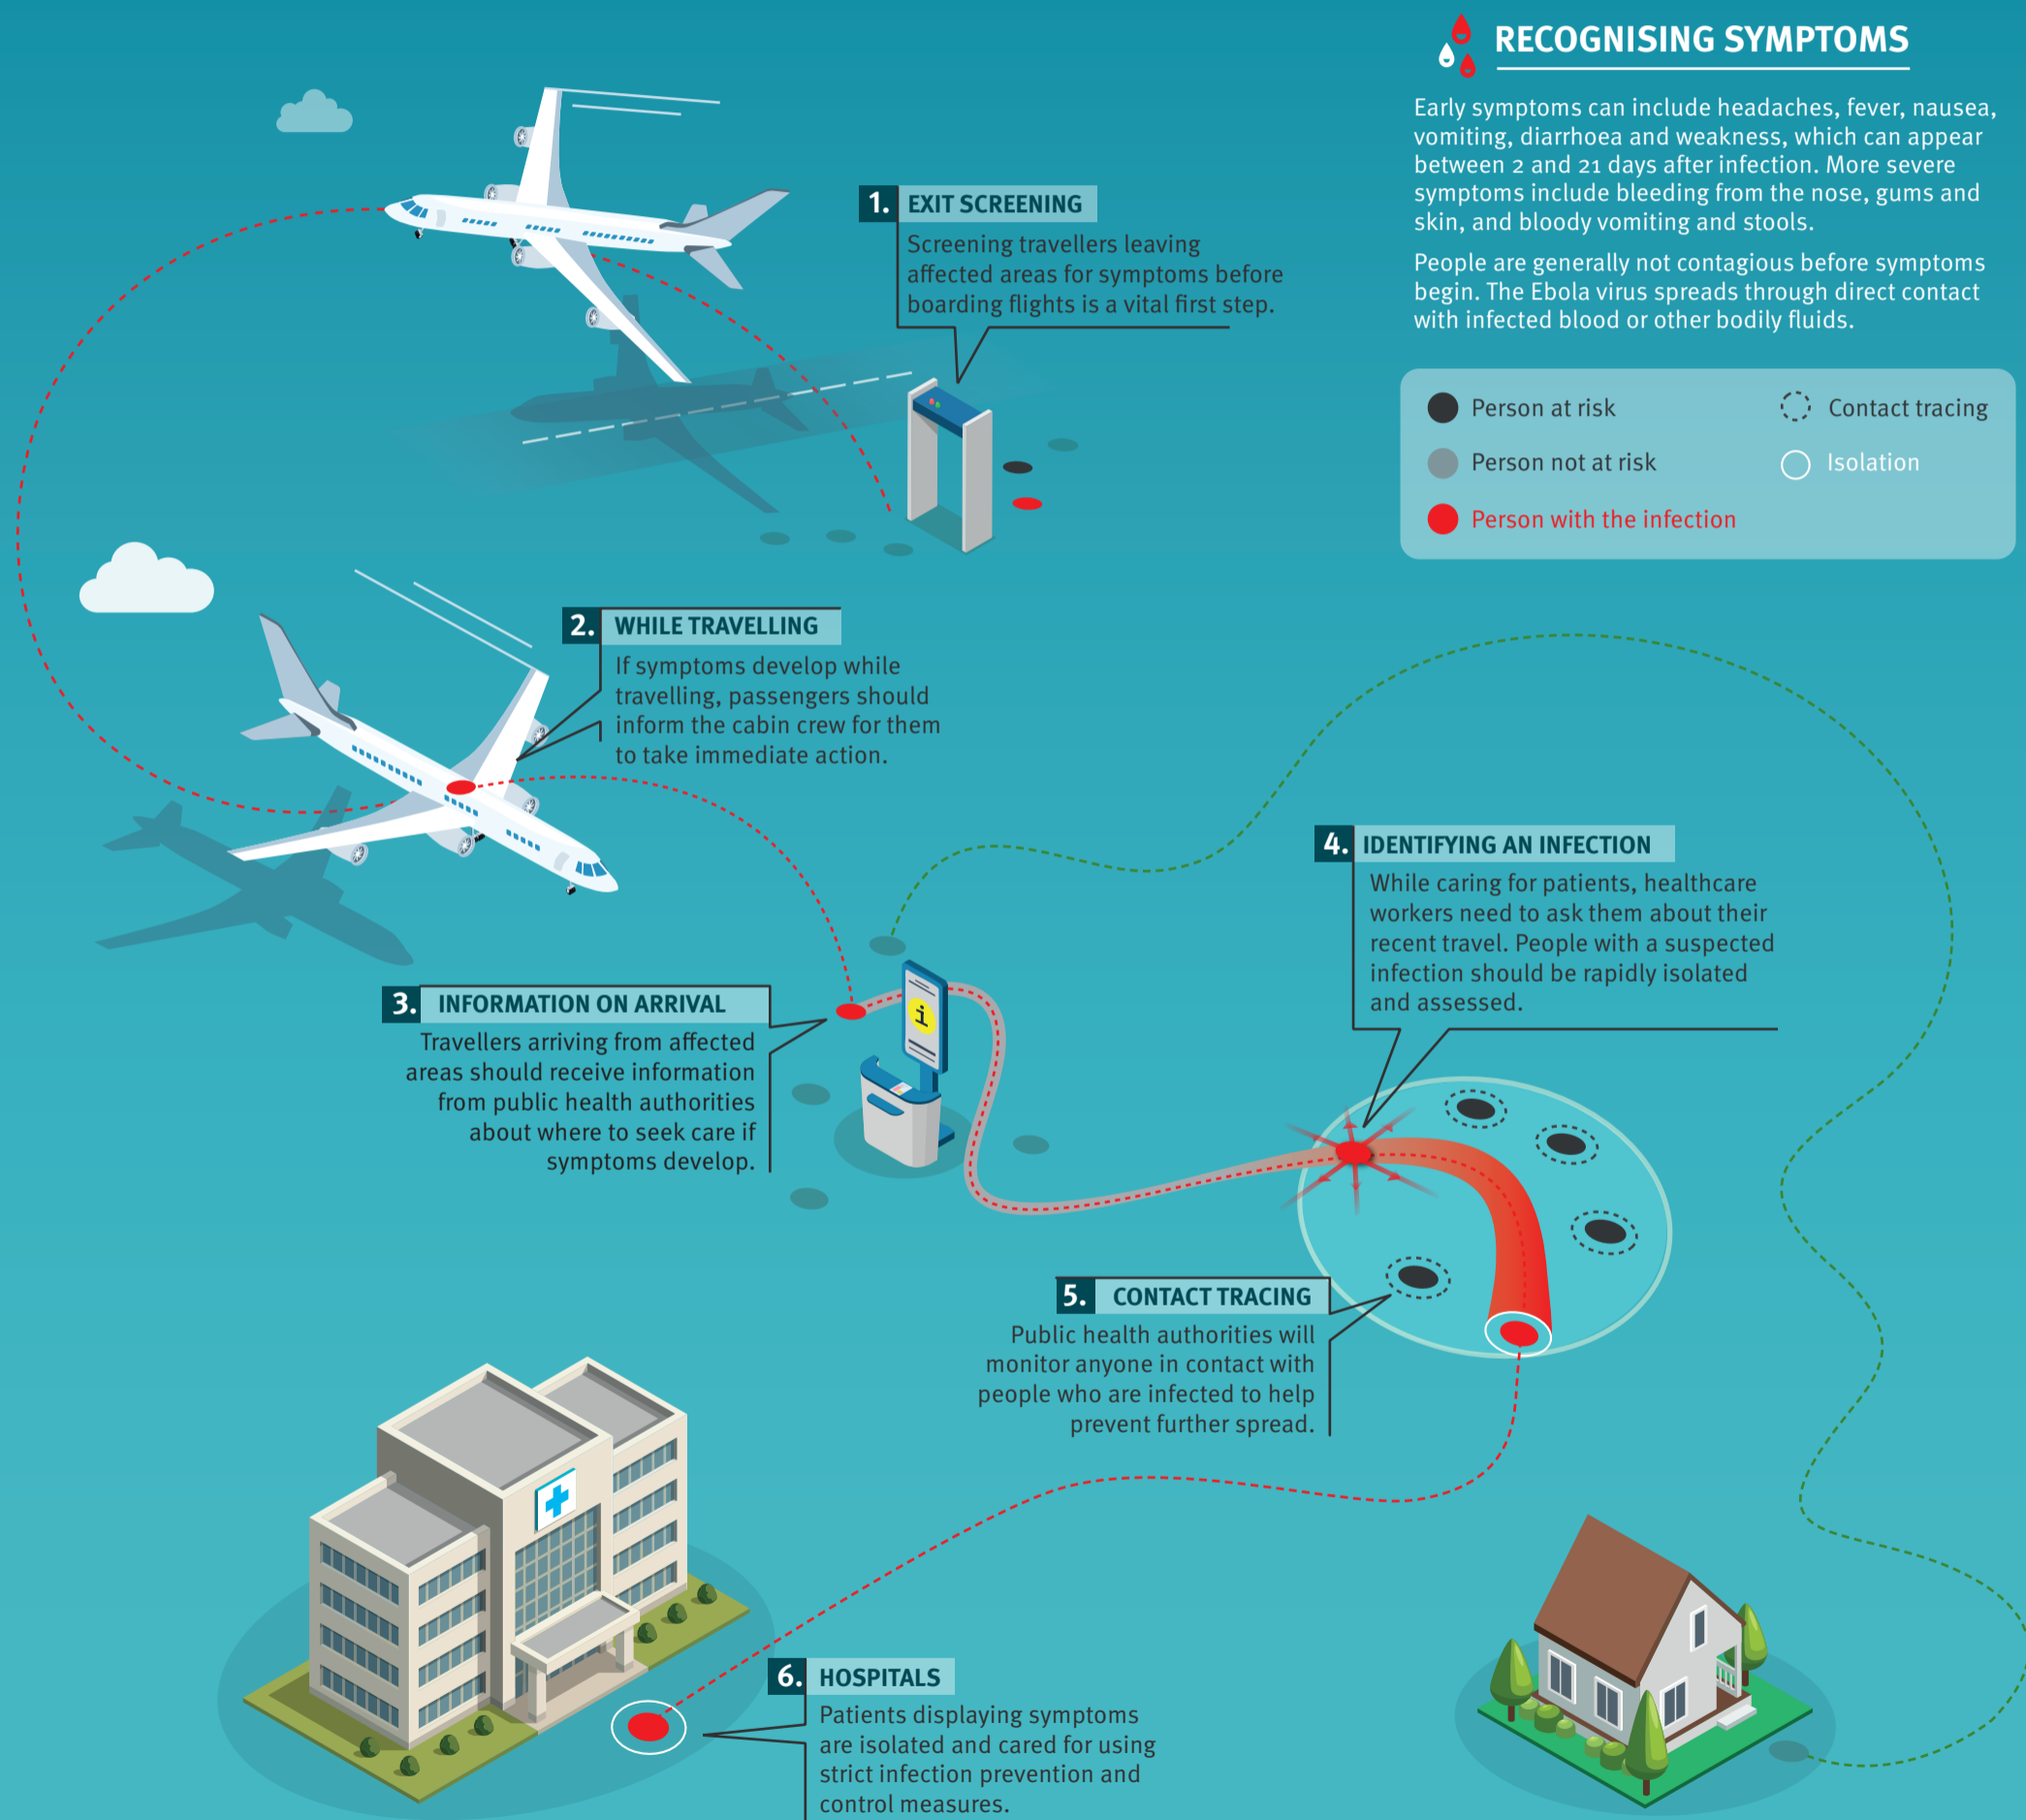 RECOGNISING SYMPTOMS
Early symptoms can include headaches, fever, nausea,
vomiting, diarrhoea and weakness, which can appear
between 2 and 21 days after infection. More severe
symptoms include bleeding from the nose, gums and
skin, and bloody vomiting and stools.
People are generally not contagious before symptoms
begin. The Ebola virus spreads through direct contact
with infected blood or other bodily fluids.
Person at risk
Contact tracing
Person not at risk
Isolation
Person with the infection
1. EXIT SCREENING
Screening travellers leaving
affected areas for symptoms before
boarding flights is a vital first step.
2. WHILE TRAVELLING
If symptoms develop while
travelling, passengers should
inform the cabin crew for them
to take immediate action.
3. INFORMATION ON ARRIVAL
Travellers arriving from affected
areas should receive information
from public health authorities
about where to seek care if
symptoms develop.
i
4. IDENTIFYING AN INFECTION
While caring for patients, healthcare
workers need to ask them about their
recent travel. People with a suspected
infection should be rapidly isolated
and assessed.
5. CONTACT TRACING
Public health authorities will
monitor anyone in contact with
people who are infected to help
prevent further spread.
6. HOSPITALS
Patients displaying symptoms
are isolated and cared for using
strict infection prevention and
control measures.